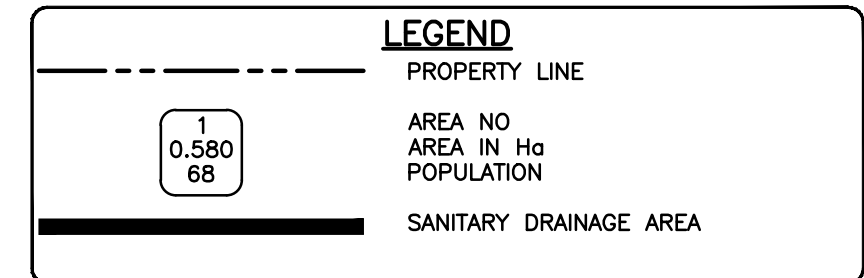 LEGEND
PROPERTY LINE
1
0.580
68
AREA NO
AREA IN Ha
POPULATION
SANITARY DRAINAGE AREA